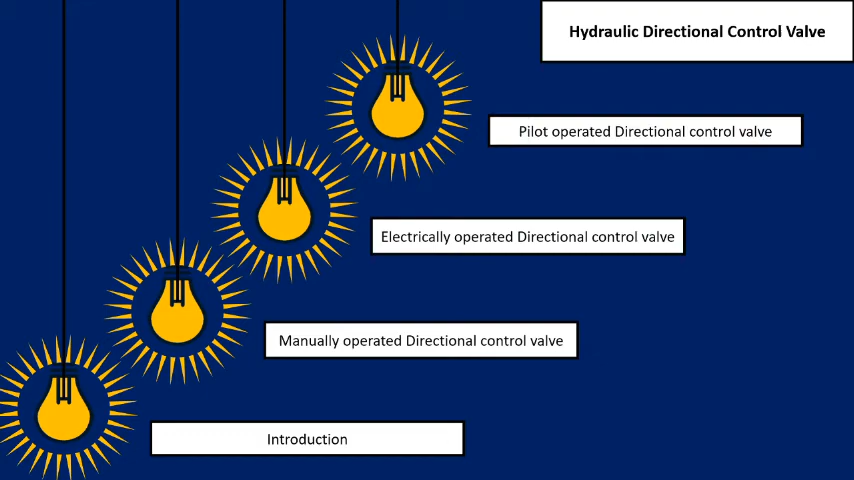 Hydraulic Directional Control Valve
Pilot operated Directional control valve
Electrically operated Directional control valve
Manually operated Directional control valve
Introduction